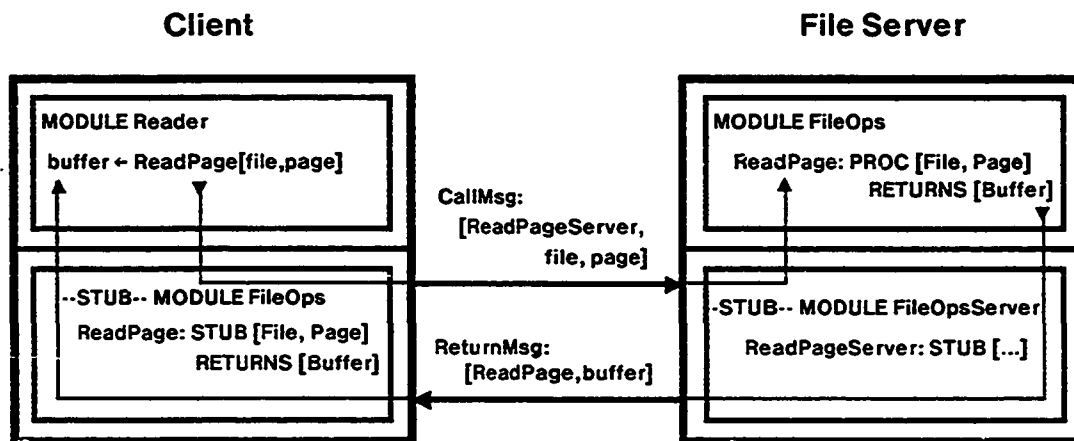 Client
File Server
MODULE Reader
buffer ← ReadPage[file,page]
MODULE FileOps
ReadPage: PROC [File, Page]
RETURNS [Buffer]
CallMsg:
[ReadPageServer,
file, page]
--STUB-- MODULE FileOps
ReadPage: STUB [File, Page]
RETURNS [Buffer]
ReturnMsg:
[ReadPage,buffer]
-STUB-- MODULE FileOpsServer
ReadPageServer: STUB [...]